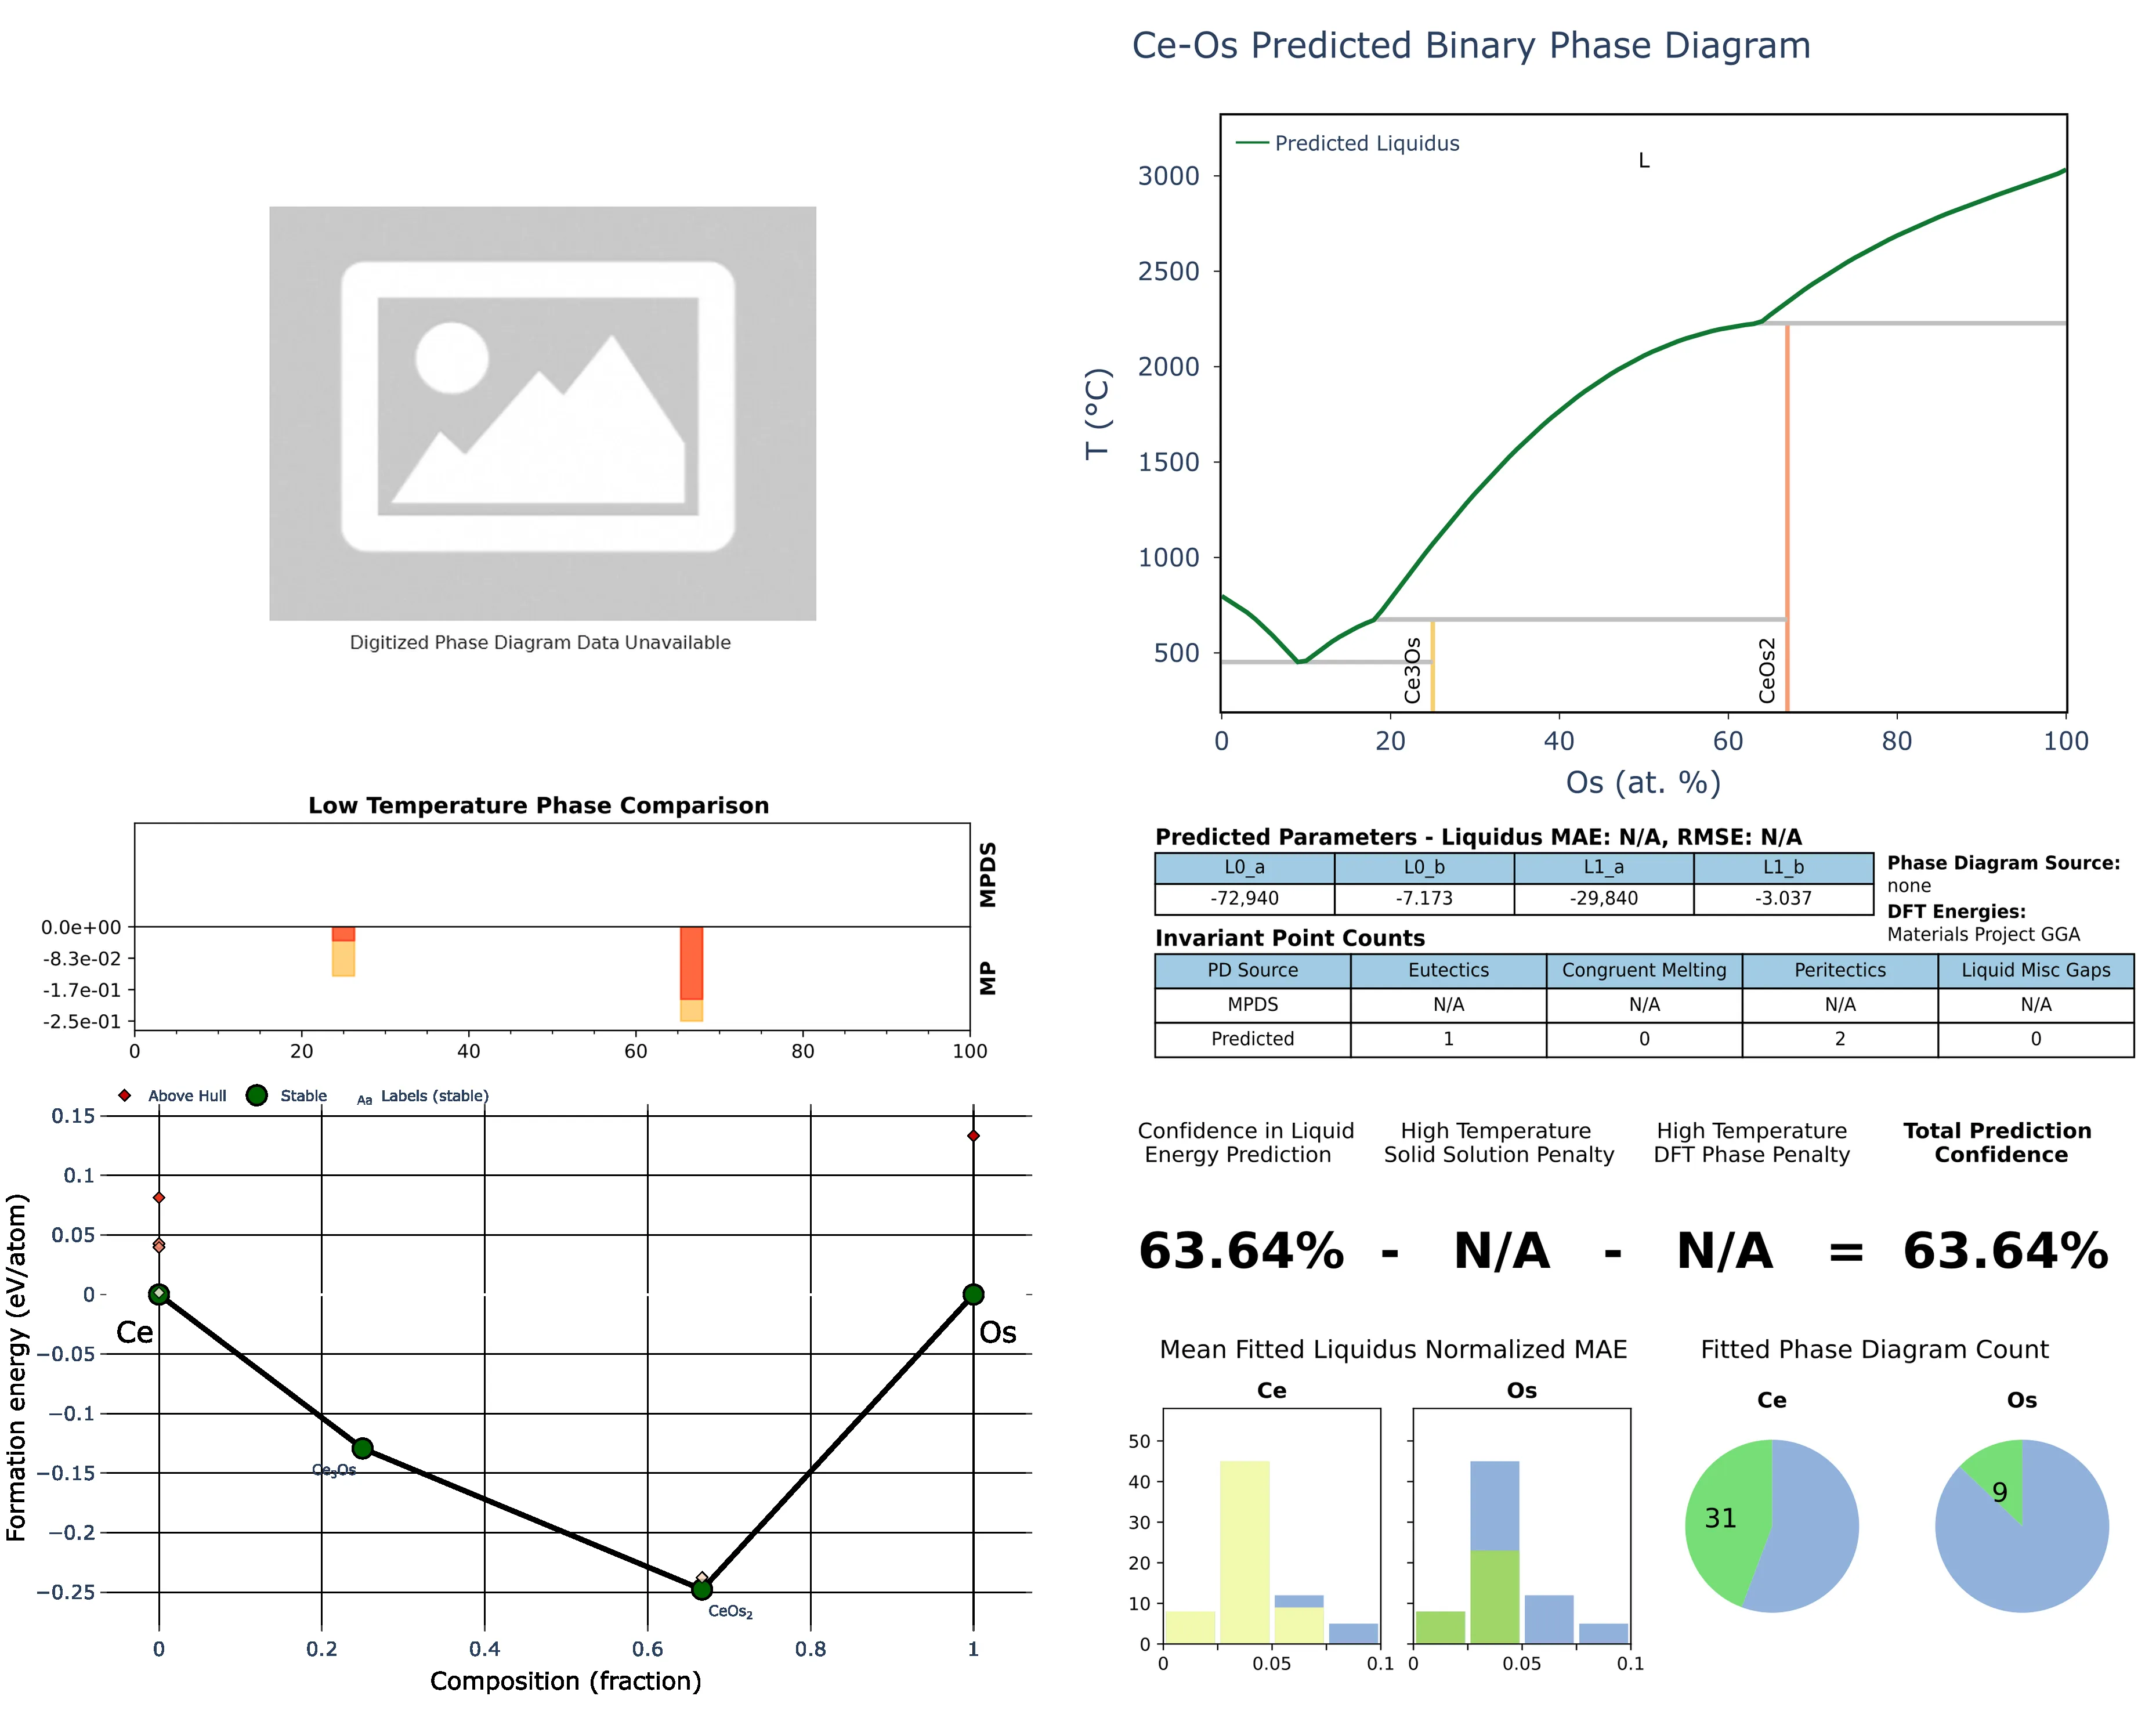 Ce-Os Predicted Binary Phase Diagram
Predicted Liquidus
L
3000
2500
2000
1500
1000
500
T (°C)
Ce3Os
CeOs2
0 20 40 60 80 100
Os (at. %)
Digitized Phase Diagram Data Unavailable
Low Temperature Phase Comparison
MPDS
MP
0.0e+00
-8.3e-02
-1.7e-01
-2.5e-01
0 20 40 60 80 100
Predicted Parameters - Liquidus MAE: N/A, RMSE: N/A
L0_a L0_b L1_a L1_b
-72,940 -7.173 -29,840 -3.037
Phase Diagram Source:
none
DFT Energies:
Materials Project GGA
Invariant Point Counts
PD Source Eutectics Congruent Melting Peritectics Liquid Misc Gaps
MPDS N/A N/A N/A N/A
Predicted 1 0 2 0
Above Hull Stable Aa Labels (stable)
0.15
0.1
0.05
0
−0.05
−0.1
−0.15
−0.2
−0.25
Formation energy (eV/atom)
Ce
Os
Ce₃Os
CeOs₂
0 0.2 0.4 0.6 0.8 1
Composition (fraction)
Confidence in Liquid
Energy Prediction
High Temperature
Solid Solution Penalty
High Temperature
DFT Phase Penalty
Total Prediction
Confidence
63.64% - N/A - N/A = 63.64%
Mean Fitted Liquidus Normalized MAE
Ce
Os
50
40
30
20
10
0
0 0.05 0.1
0 0.05 0.1
Fitted Phase Diagram Count
Ce
Os
31
9